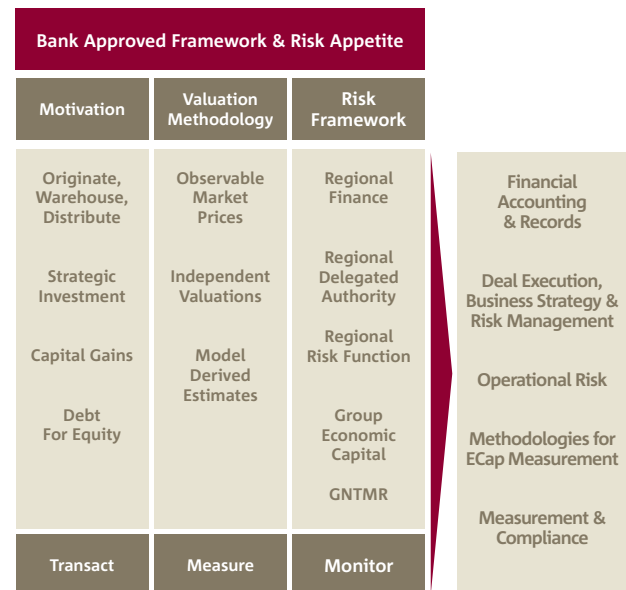 Bank Approved Framework & Risk Appetite
Motivation
Valuation
Methodology
Risk
Framework
Originate,
Warehouse,
Distribute
Strategic
Investment
Capital Gains
Debt
For Equity
Observable
Market
Prices
Independent
Valuations
Model
Derived
Estimates
Regional
Finance
Regional
Delegated
Authority
Regional
Risk Function
Group
Economic
Capital
GNTMR
Transact
Measure
Monitor
Financial
Accounting
& Records
Deal Execution,
Business Strategy &
Risk Management
Operational Risk
Methodologies for
ECap Measurement
Measurement &
Compliance